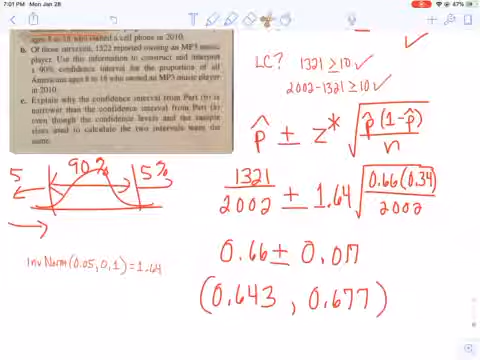 7:01 PM Mon Jan 28
47%
ages 8 to 18 who owned a cell phone in 2010.
b. Of those surveyed, 1322 reported owning an MP3 music
player. Use this information to construct and interpret
a 90% confidence interval for the proportion of all
Americans ages 8 to 18 who owned an MP3 music player
in 2010.
c. Explain why the confidence interval from Part (b) is
narrower than the confidence interval from Part (a)
even though the confidence levels and the sample
sizes used to calculate the two intervals were the
same.
LC? 1321 ≥ 10 ✓
2002-1321 ≥ 10 ✓
p̂ ± z* √(p̂(1-p̂)/n)
5 90% 5%
1321/2002 ± 1.64 √(0.66(0.34)/2002)
InvNorm(0.05,0,1)=1.64
0.66 ± 0.017
(0.643, 0.677)